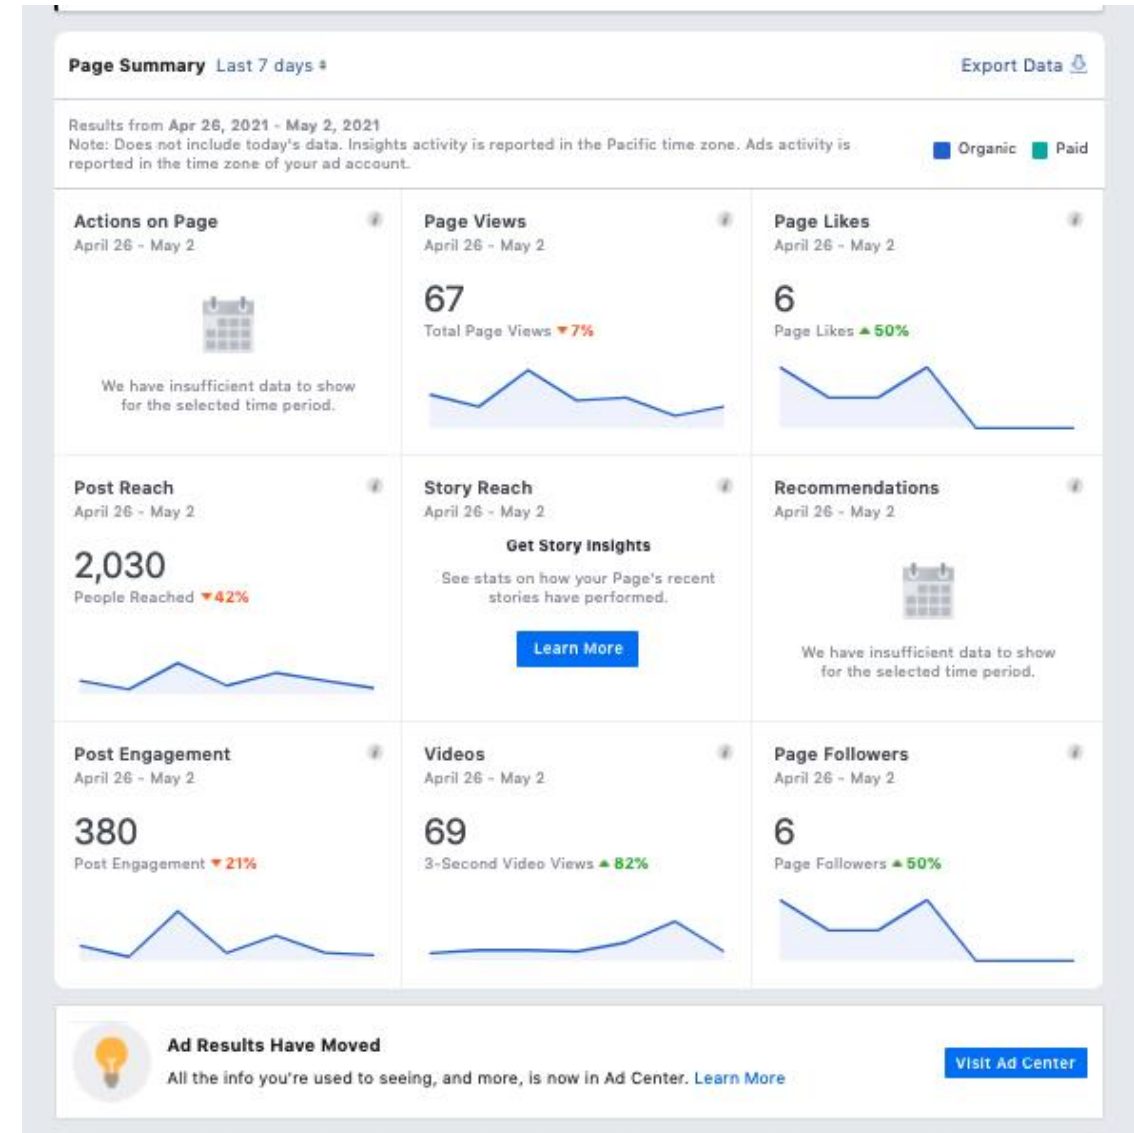 Page Summary Last 7 days
Export Data
Results from Apr 26, 2021 - May 2, 2021
Note: Does not include today's data. Insights activity is reported in the Pacific time zone. Ads activity is
reported in the time zone of your ad account.
Organic Paid
Actions on Page
April 26 - May 2
We have insufficient data to show
for the selected time period.
Page Views
April 26 - May 2
67
Total Page Views ▼7%
Page Likes
April 26 - May 2
6
Page Likes ▲50%
Post Reach
April 26 - May 2
2,030
People Reached ▼42%
Story Reach
April 26 - May 2
Get Story Insights
See stats on how your Page's recent
stories have performed.
Learn More
Recommendations
April 26 - May 2
We have insufficient data to show
for the selected time period.
Post Engagement
April 26 - May 2
380
Post Engagement ▼21%
Videos
April 26 - May 2
69
3-Second Video Views ▲82%
Page Followers
April 26 - May 2
6
Page Followers ▲50%
Ad Results Have Moved
All the info you're used to seeing, and more, is now in Ad Center. Learn More
Visit Ad Center